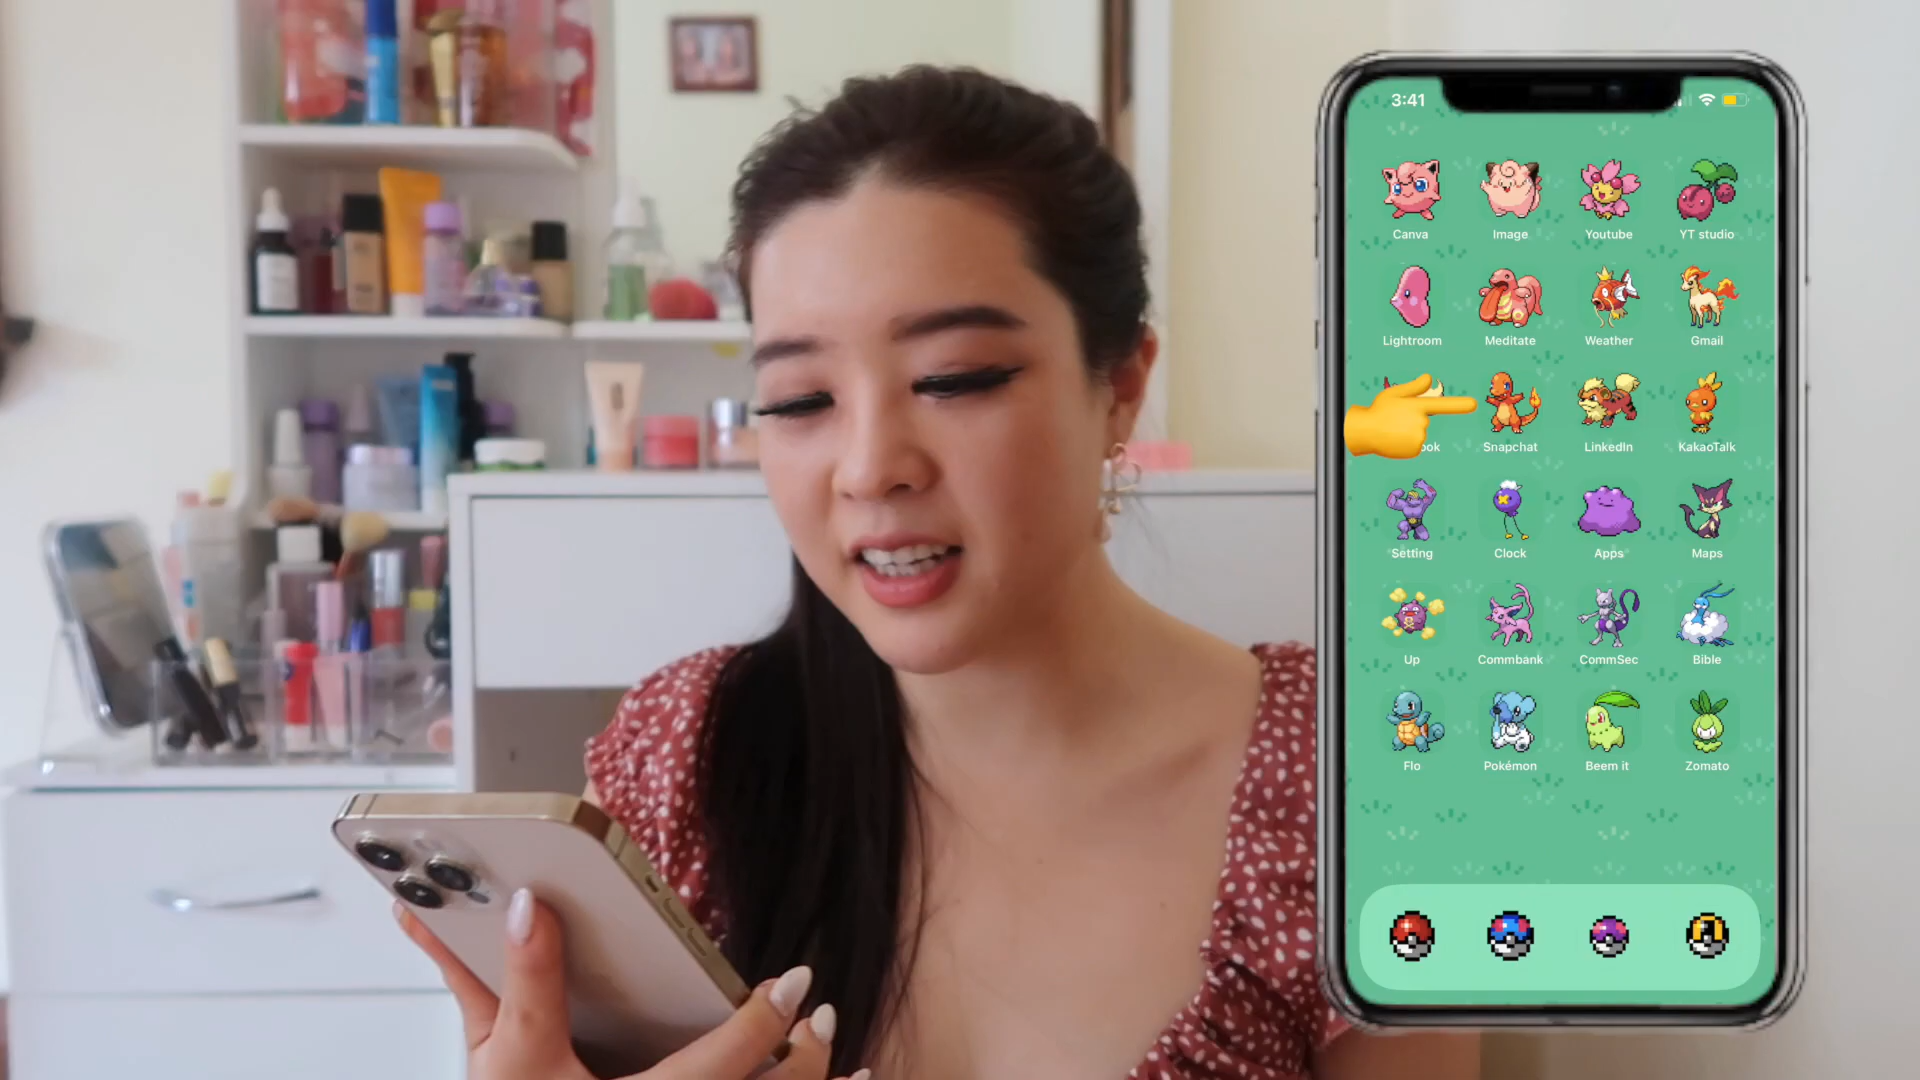 3:41
Canva Image Youtube YT studio
Lightroom Meditate Weather Gmail
ook Snapchat LinkedIn KakaoTalk
Setting Clock Apps Maps
Up Commbank CommSec Bible
Flo Pokémon Beem it Zomato